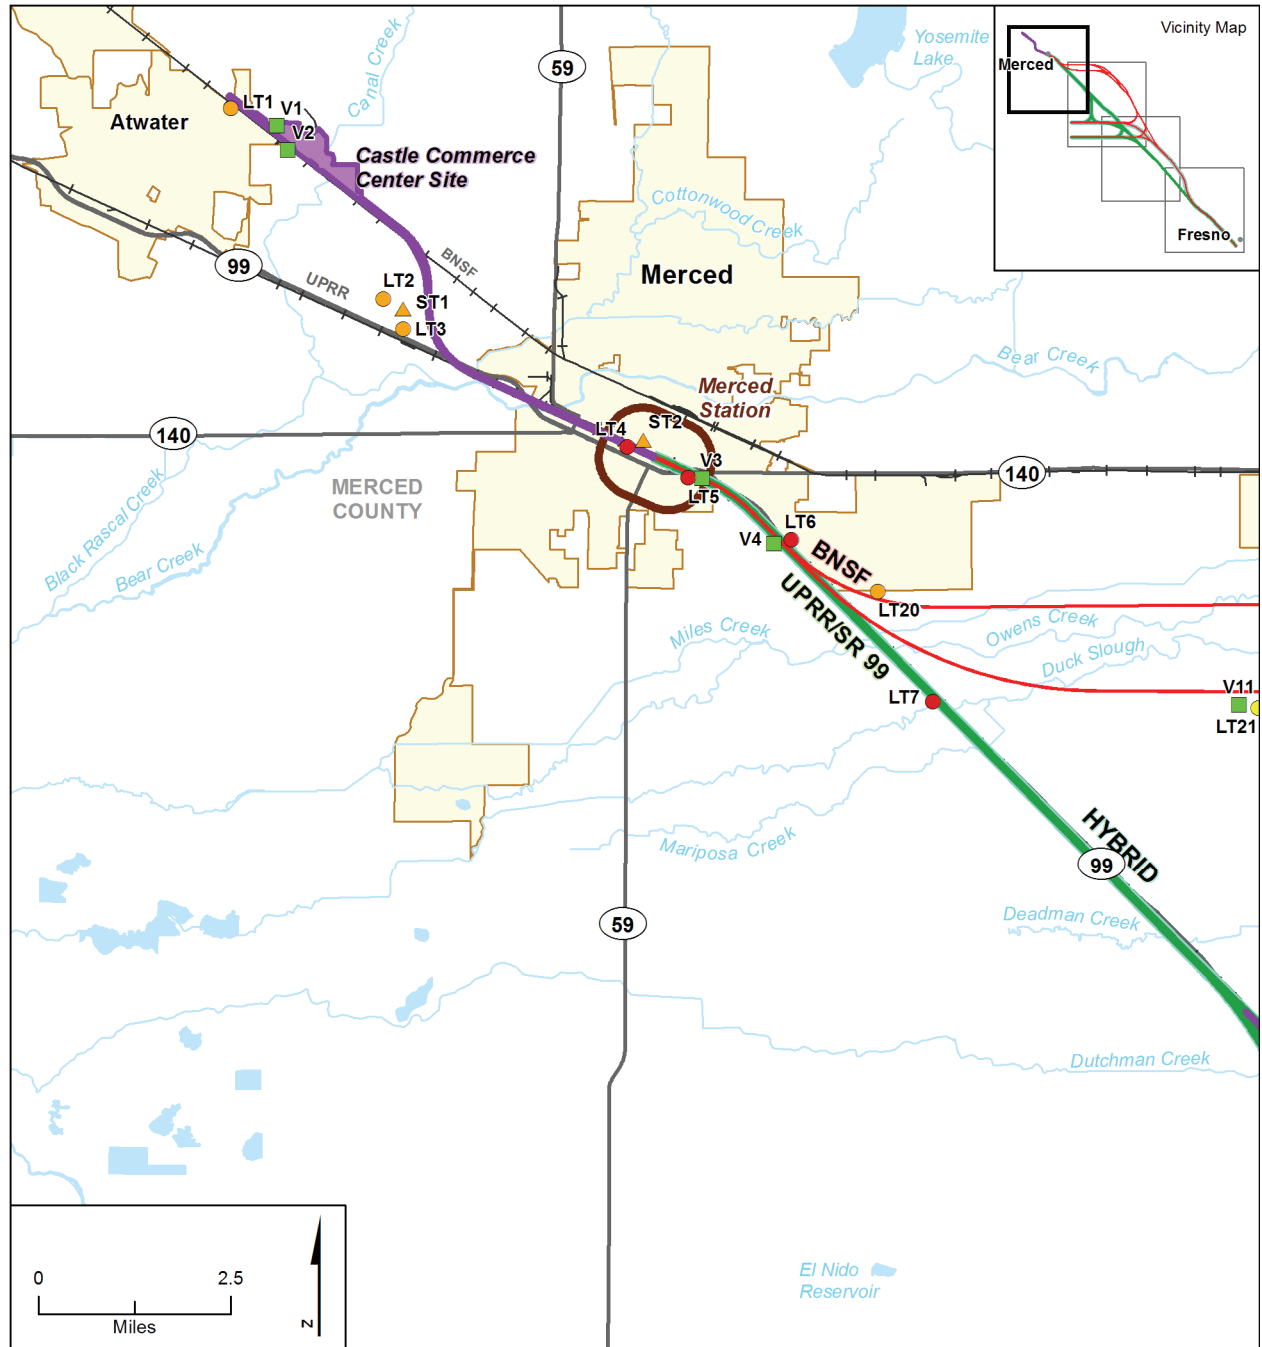 Yosemite
Lake
Vicinity Map
Merced
Fresno
59
Canal Creek
LT1
V1
V2
Atwater
Castle Commerce
Center Site
Cottonwood Creek
99
BNSF
UPRR
Merced
LT2
ST1
LT3
Bear Creek
Merced
Station
140
LT4
ST2
V3
LT5
140
MERCED
COUNTY
Black Rascal Creek
Bear Creek
LT6
V4
BNSF
LT20
UPRR/SR 99
Miles Creek
Owens Creek
Duck Slough
LT7
V11
LT21
HYBRID
99
Mariposa Creek
Deadman Creek
59
Dutchman Creek
El Nido
Reservoir
0
2.5
Miles
N